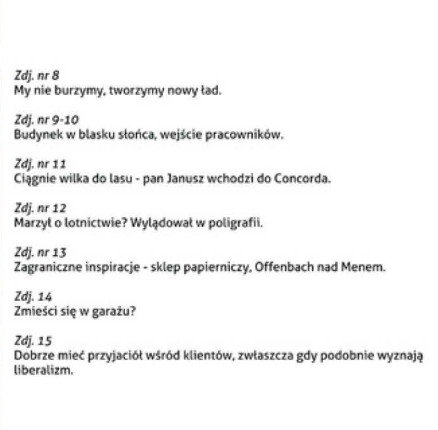 Zdj. nr 8
My nie burzymy, tworzymy nowy ład.
Zdj. nr 9-10
Budynek w blasku słońca, wejście pracowników.
Zdj. nr 11
Ciągnie wilka do lasu - pan Janusz wchodzi do Concorda.
Zdj. nr 12
Marzył o lotnictwie? Wylądował w poligrafii.
Zdj. nr 13
Zagraniczne inspiracje - sklep papierniczy, Offenbach nad Menem.
Zdj. 14
Zmieści się w garażu?
Zdj. 15
Dobrze mieć przyjaciół wśród klientów, zwłaszcza gdy podobnie wyznają
liberalizm.